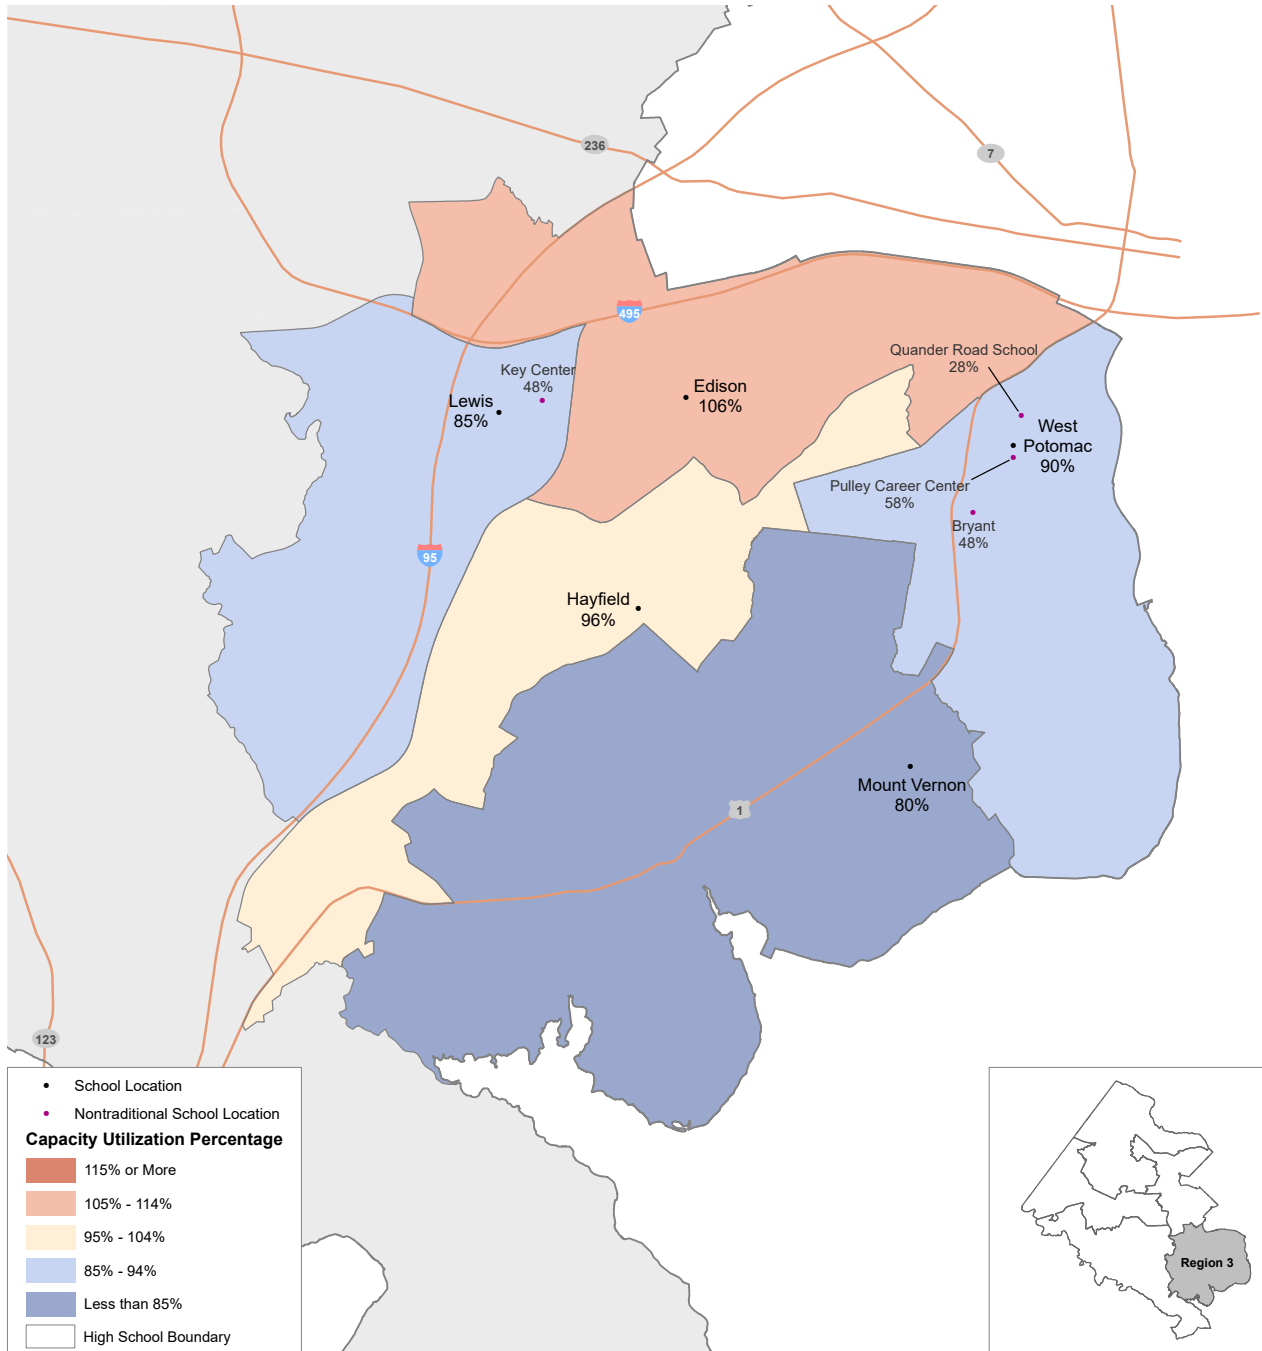 236
7
495
Quander Road School
28%
Key Center
48%
Edison
106%
Lewis
85%
West
Potomac
90%
Pulley Career Center
58%
Bryant
48%
95
Hayfield
96%
Mount Vernon
80%
1
123
School Location
Nontraditional School Location
Capacity Utilization Percentage
115% or More
105% - 114%
95% - 104%
85% - 94%
Less than 85%
High School Boundary
Region 3